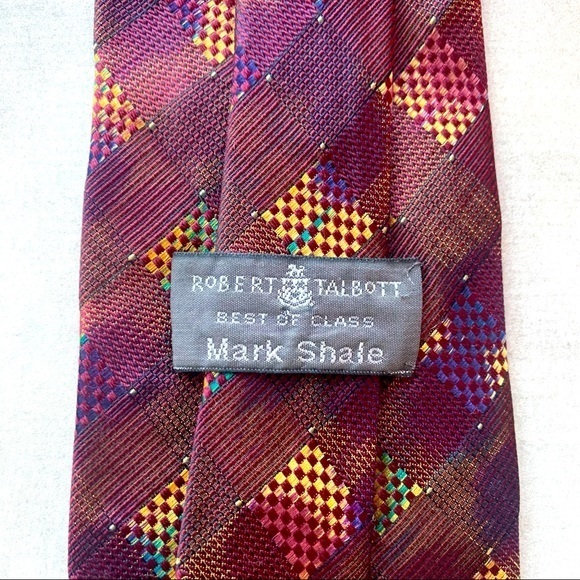 ROBERT TALBOTT
BEST OF CLASS
Mark Shale